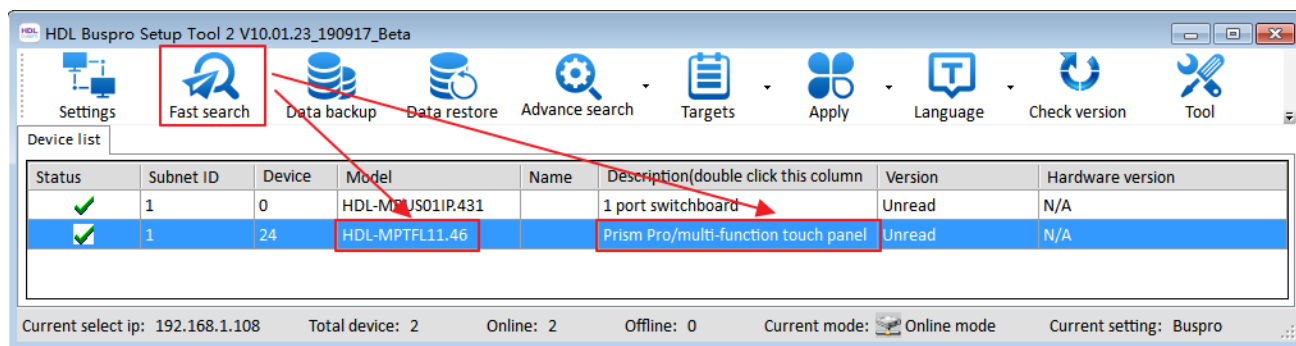 HDL Buspro Setup Tool 2 V10.01.23_190917_Beta
Settings Fast search Data backup Data restore Advance search Targets Apply Language Check version Tool
Device list
Status Subnet ID Device Model Name Description(double click this column Version Hardware version
1 0 HDL-MBUS01IP.431 1 port switchboard Unread N/A
1 24 HDL-MPTFL11.46 Prism Pro/multi-function touch panel Unread N/A
Current select ip: 192.168.1.108 Total device: 2 Online: 2 Offline: 0 Current mode: Online mode Current setting: Buspro